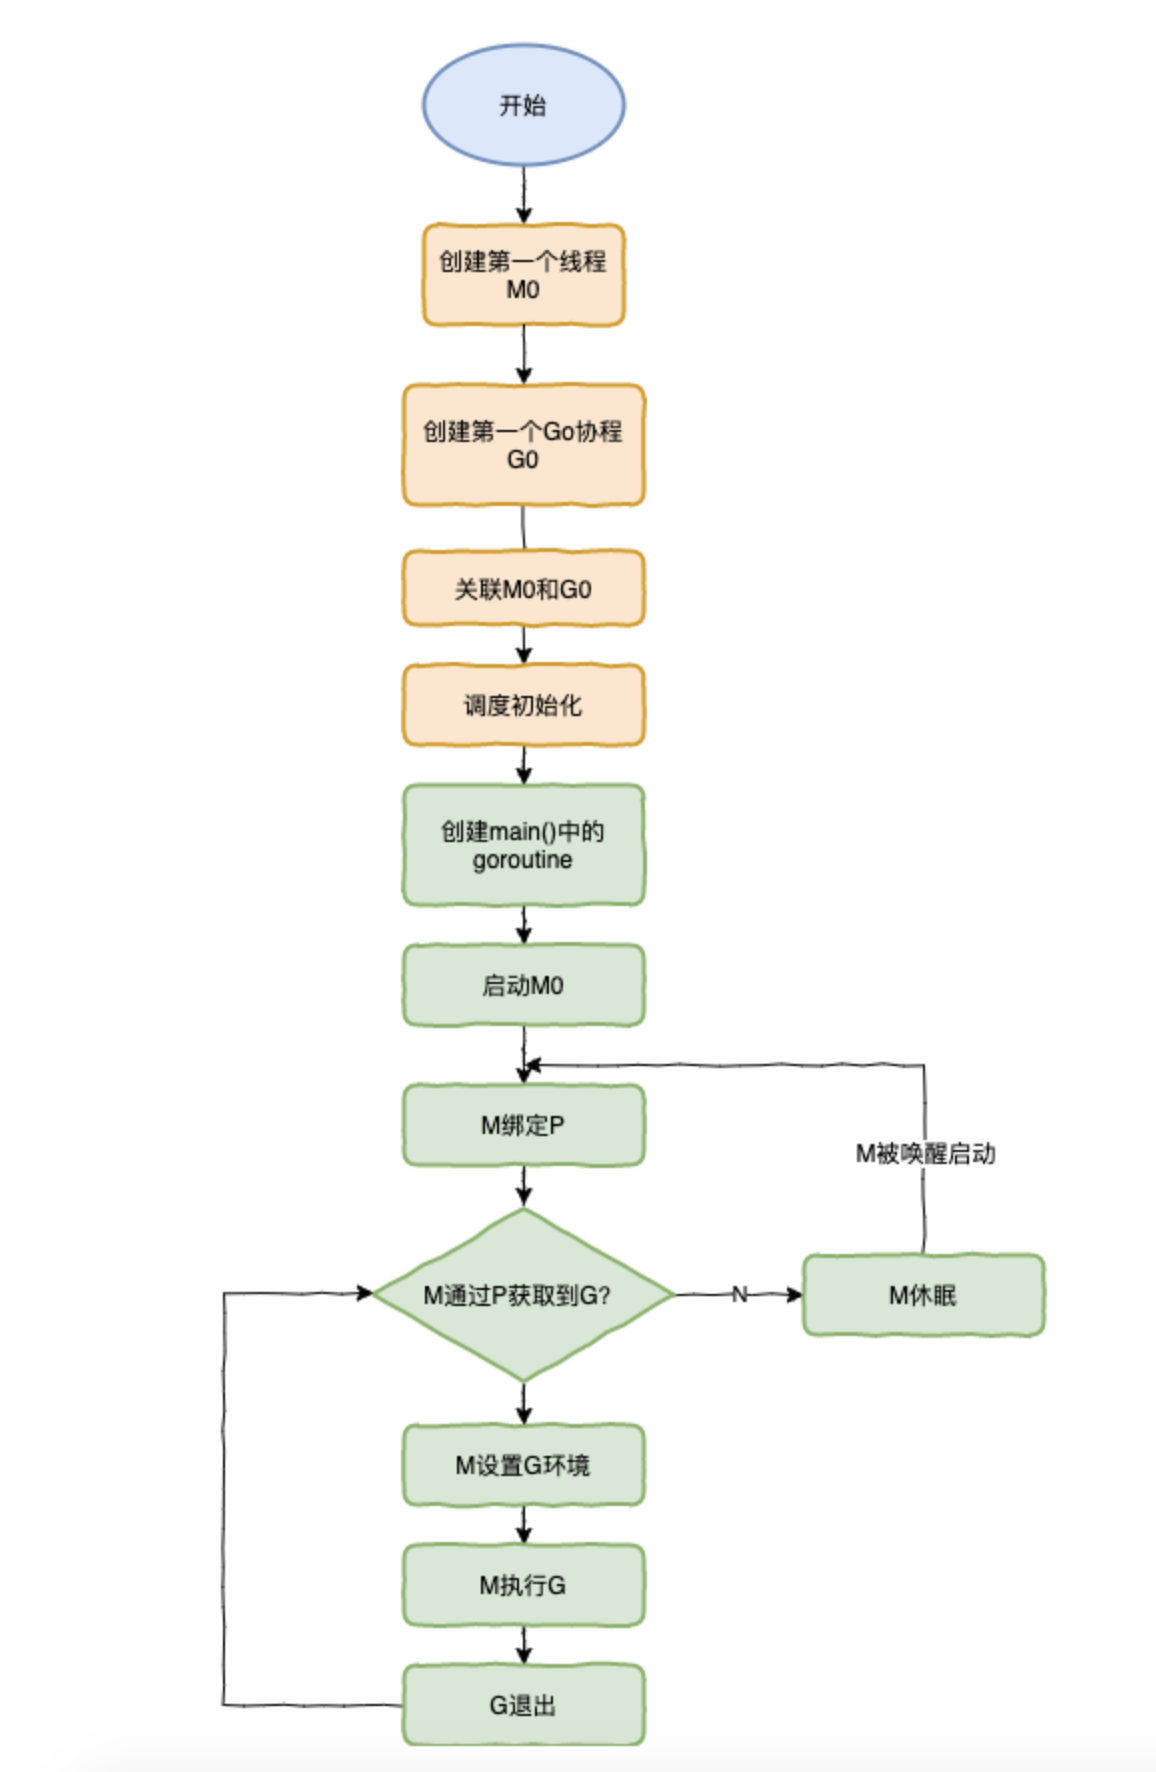 开始
创建第一个线程
M0
创建第一个Go协程
G0
关联M0和G0
调度初始化
创建main()中的
goroutine
启动M0
M绑定P
M被唤醒启动
M通过P获取到G?
N
M休眠
M设置G环境
M执行G
G退出